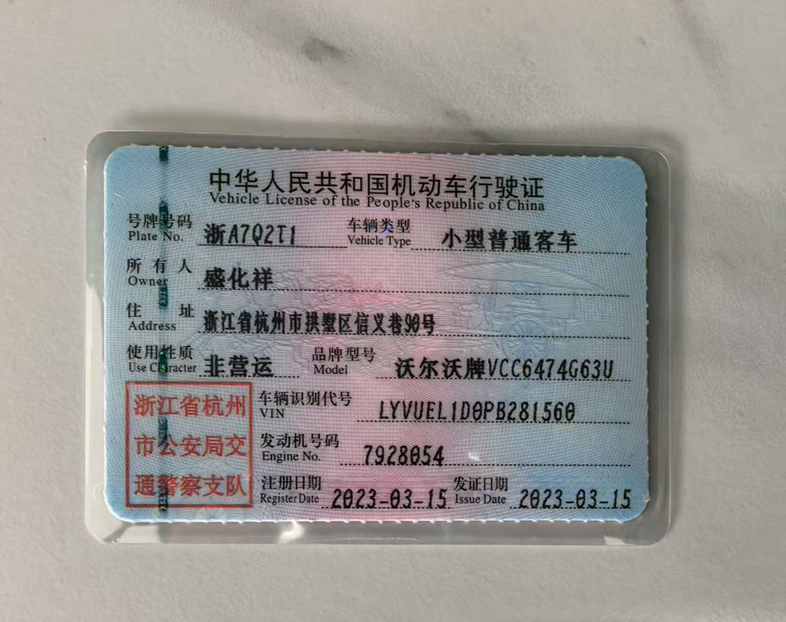 中华人民共和国机动车行驶证
Vehicle License of the People's Republic of China
号牌号码 浙A7Q2T1 车辆类型 小型普通客车
Plate No. Vehicle Type
所有人 盛化祥
Owner
住址 浙江省杭州市拱墅区信义巷90号
Address
使用性质 非营运 品牌型号 沃尔沃牌VCC6474G63U
Use Character Model
浙江省杭州
市公安局交
通警察支队
车辆识别代号 LYVUEL1D0PB281560
VIN
发动机号码 7928054
Engine No.
注册日期 2023-03-15 发证日期 2023-03-15
Register Date Issue Date